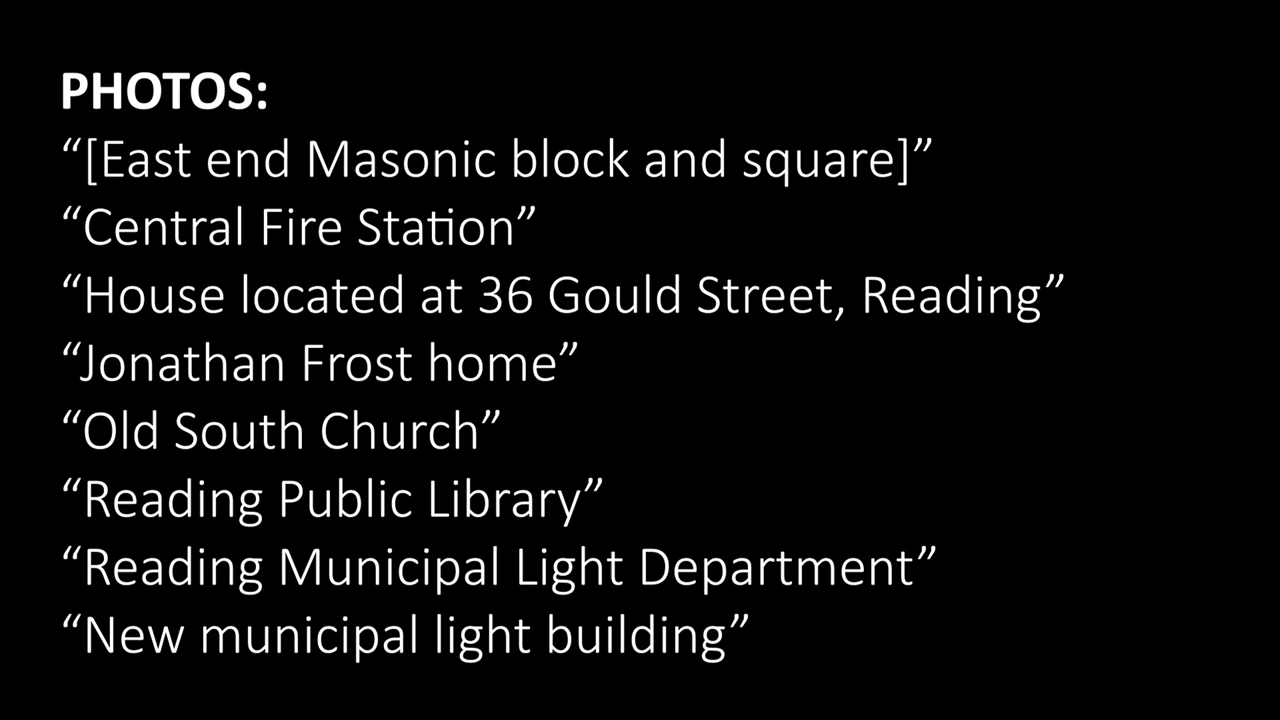 PHOTOS:
“[East end Masonic block and square]”
“Central Fire Station”
“House located at 36 Gould Street, Reading”
“Jonathan Frost home”
“Old South Church”
“Reading Public Library”
“Reading Municipal Light Department”
“New municipal light building”